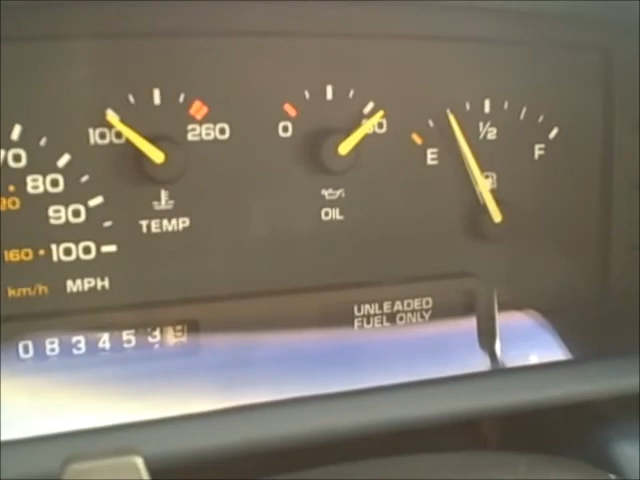 100 260
0 80
E ½ F
70
80
90
100
120
160
TEMP
OIL
km/h MPH
UNLEADED
FUEL ONLY
083453